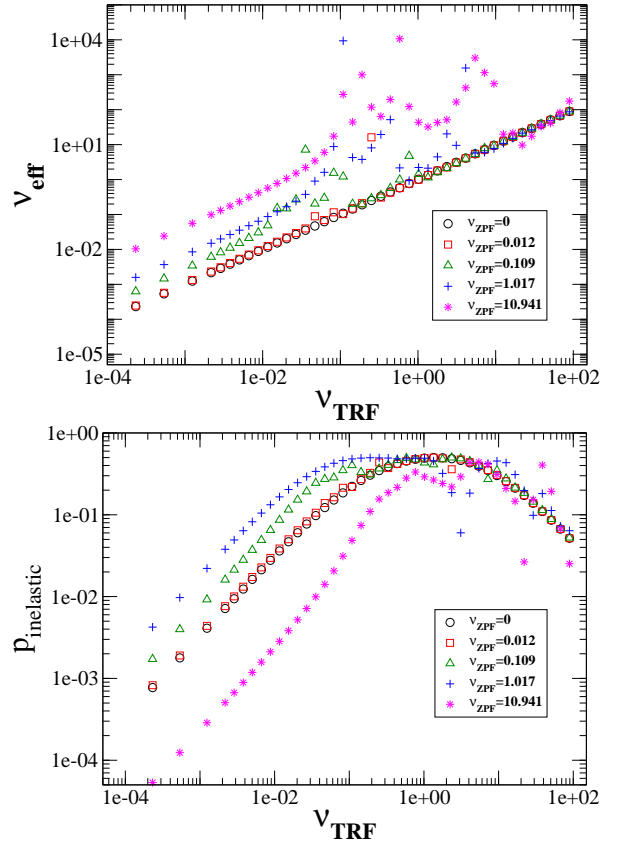 1e+04
1e+01
1e-02
1e-05
ν_eff
ν_ZPF=0
ν_ZPF=0.012
ν_ZPF=0.109
ν_ZPF=1.017
ν_ZPF=10.941
1e-04 1e-02 1e+00 1e+02
ν_TRF
1e+00
1e-01
1e-02
1e-03
1e-04
p_inelastic
ν_ZPF=0
ν_ZPF=0.012
ν_ZPF=0.109
ν_ZPF=1.017
ν_ZPF=10.941
1e-04 1e-02 1e+00 1e+02
ν_TRF